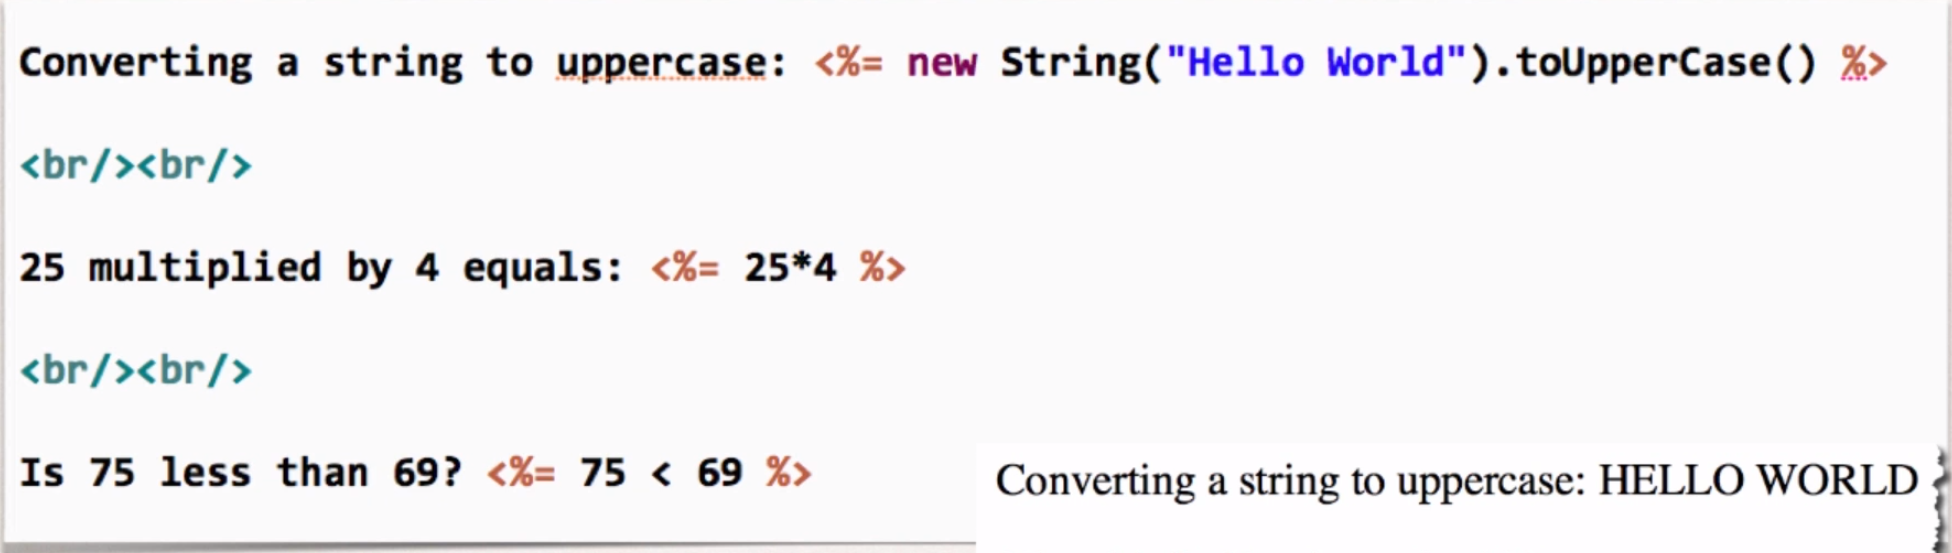 Converting a string to uppercase: <%= new String("Hello World").toUpperCase() %>
<br/><br/>
25 multiplied by 4 equals: <%= 25*4 %>
<br/><br/>
Is 75 less than 69? <%= 75 < 69 %>
Converting a string to uppercase: HELLO WORLD